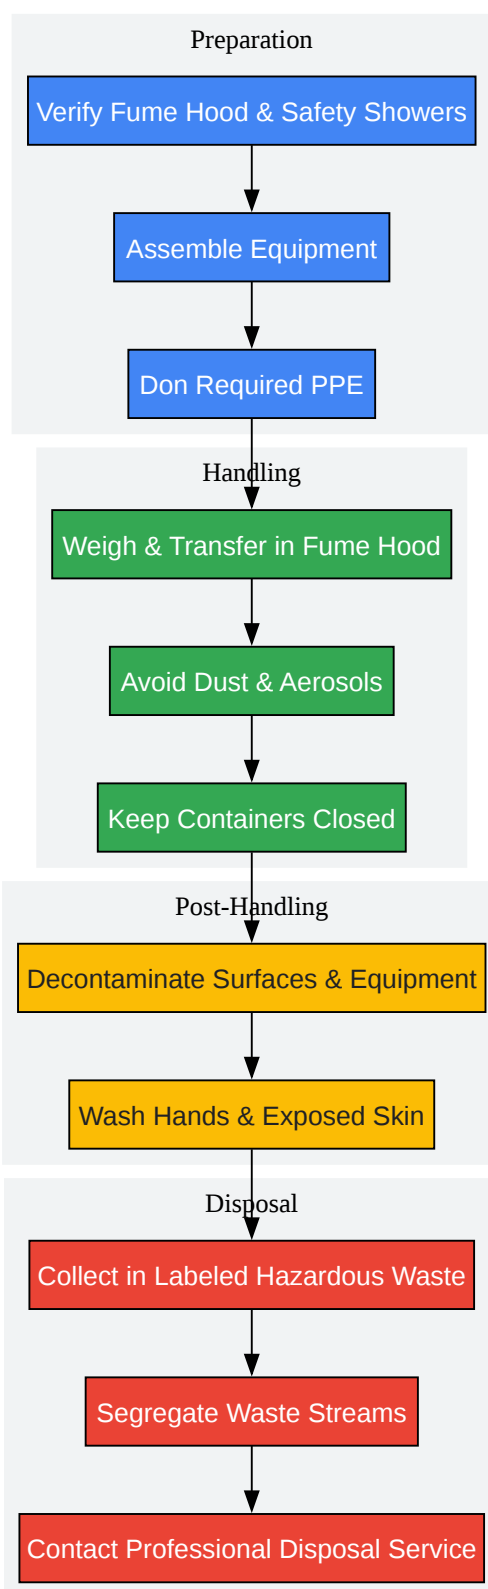 Preparation
Verify Fume Hood & Safety Showers
Assemble Equipment
Don Required PPE
Handling
Weigh & Transfer in Fume Hood
Avoid Dust & Aerosols
Keep Containers Closed
Post-Handling
Decontaminate Surfaces & Equipment
Wash Hands & Exposed Skin
Disposal
Collect in Labeled Hazardous Waste
Segregate Waste Streams
Contact Professional Disposal Service